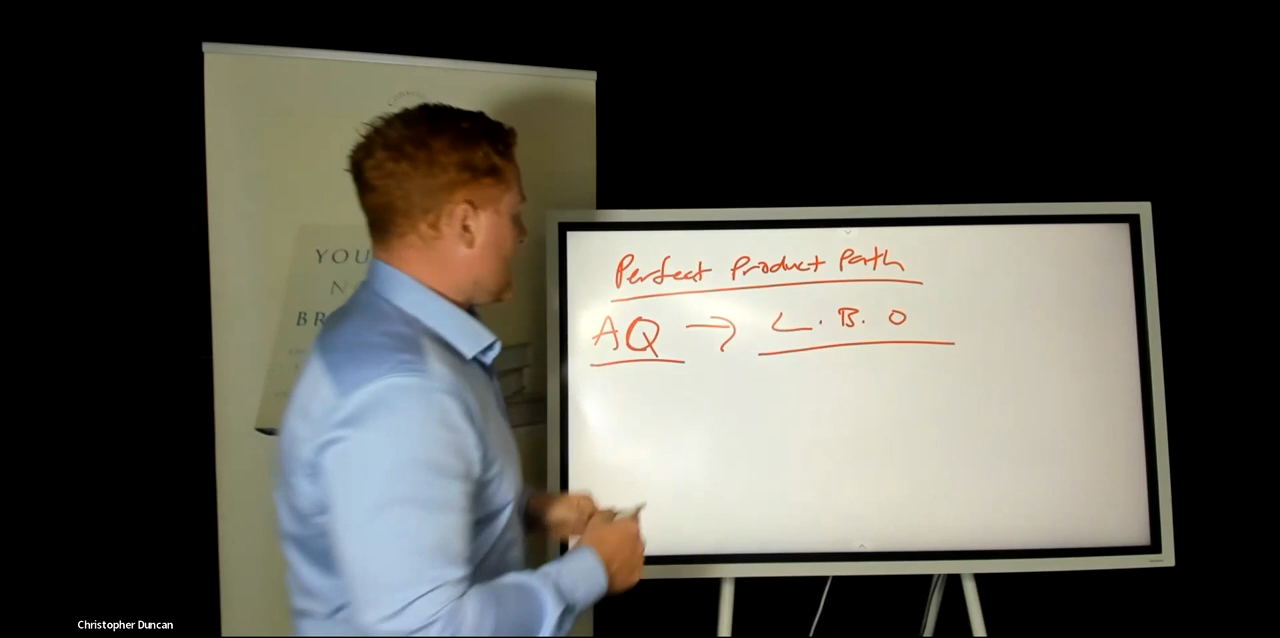 Perfect Product Path
AQ → L. B. O
YOU
BR
Christopher Duncan